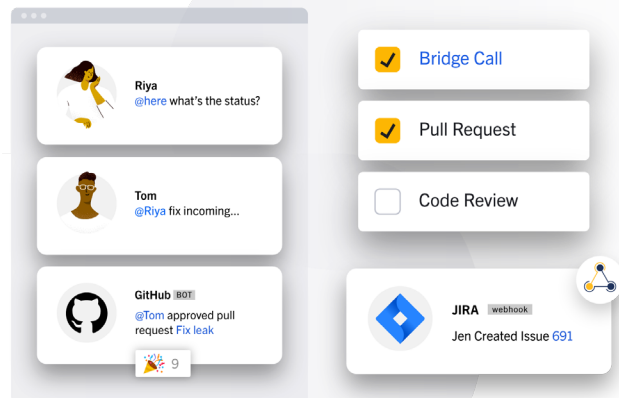 Riya
@here what's the status?
Tom
@Riya fix incoming...
GitHub BOT
@Tom approved pull
request Fix leak
9
Bridge Call
Pull Request
Code Review
JIRA webhook
Jen Created Issue 691